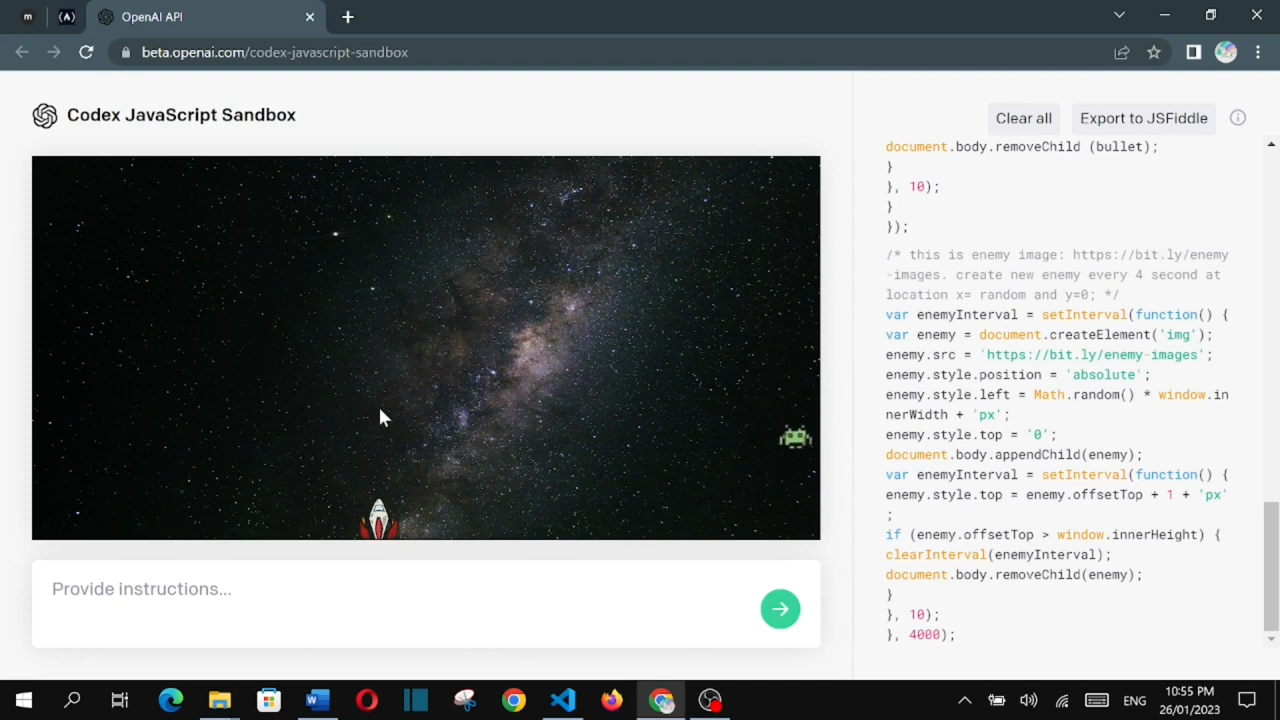 m
OpenAI API
beta.openai.com/codex-javascript-sandbox
Codex JavaScript Sandbox
Clear all
Export to JSFiddle
document.body.removeChild (bullet);
}
}, 10);
}
});
/* this is enemy image: https://bit.ly/enemy
-images. create new enemy every 4 second at
location x= random and y=0; */
var enemyInterval = setInterval(function() {
var enemy = document.createElement('img');
enemy.src = 'https://bit.ly/enemy-images';
enemy.style.position = 'absolute';
enemy.style.left = Math.random() * window.in
nerWidth + 'px';
enemy.style.top = '0';
document.body.appendChild(enemy);
var enemyInterval = setInterval(function() {
enemy.style.top = enemy.offsetTop + 1 + 'px'
;
if (enemy.offsetTop > window.innerHeight) {
clearInterval(enemyInterval);
document.body.removeChild(enemy);
}
}, 10);
}, 4000);
Provide instructions...
ENG
10:55 PM
26/01/2023